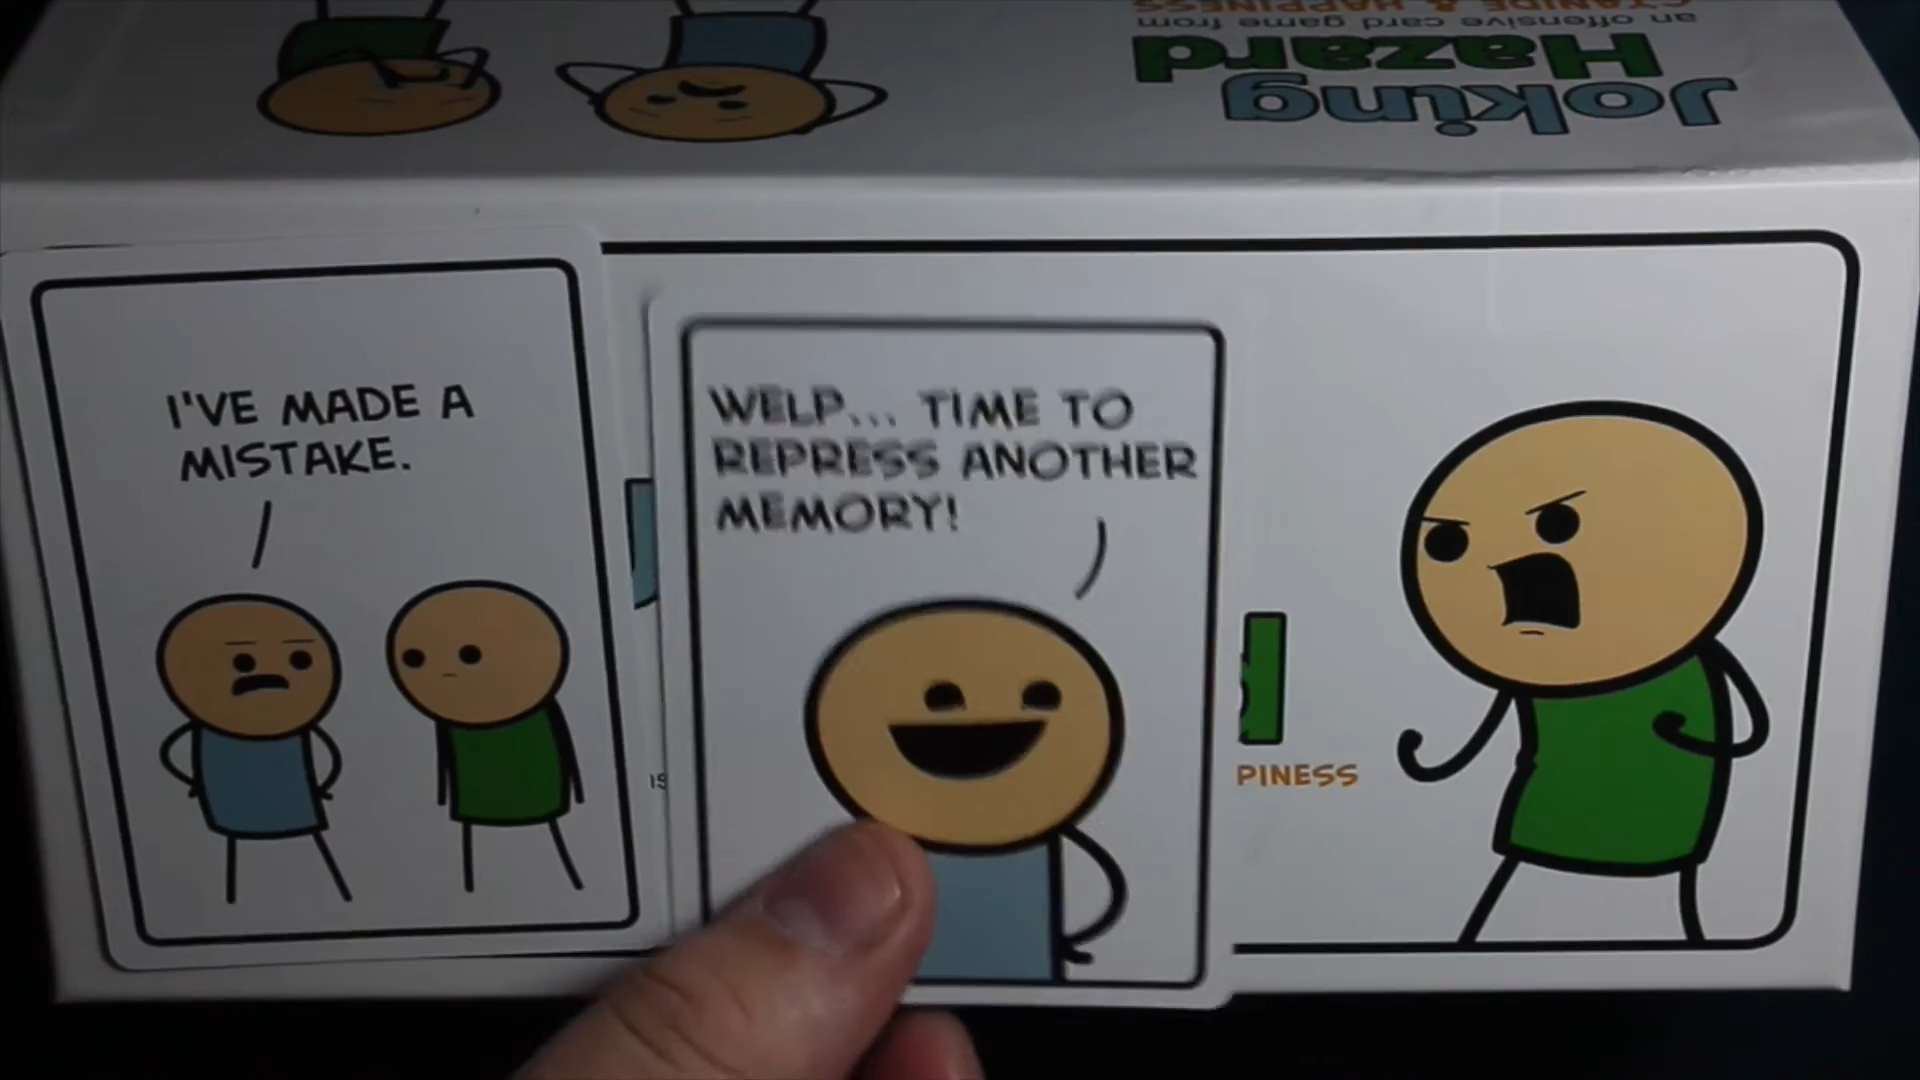 CYANIDE & HAPPINESS
an offensive card game from
Hazard
Joking
I'VE MADE A
MISTAKE.
WELP... TIME TO
REPRESS ANOTHER
MEMORY!
PINESS